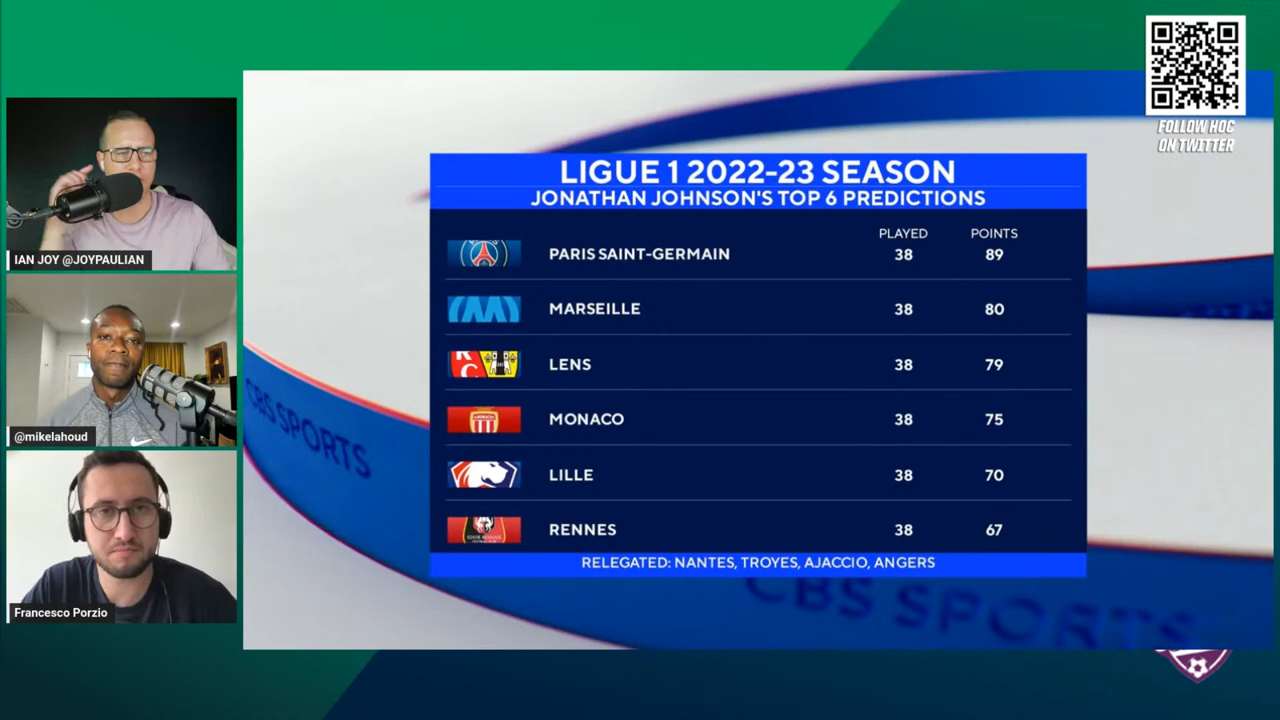 FOLLOW HOC
ON TWITTER
LIGUE 1 2022-23 SEASON
JONATHAN JOHNSON'S TOP 6 PREDICTIONS
PLAYED POINTS
PARIS SAINT-GERMAIN 38 89
MARSEILLE 38 80
LENS 38 79
MONACO 38 75
LILLE 38 70
RENNES 38 67
RELEGATED: NANTES, TROYES, AJACCIO, ANGERS
IAN JOY @JOYPAULIAN
@mikelahoud
Francesco Porzio
CBS SPORTS
CBS SPORTS